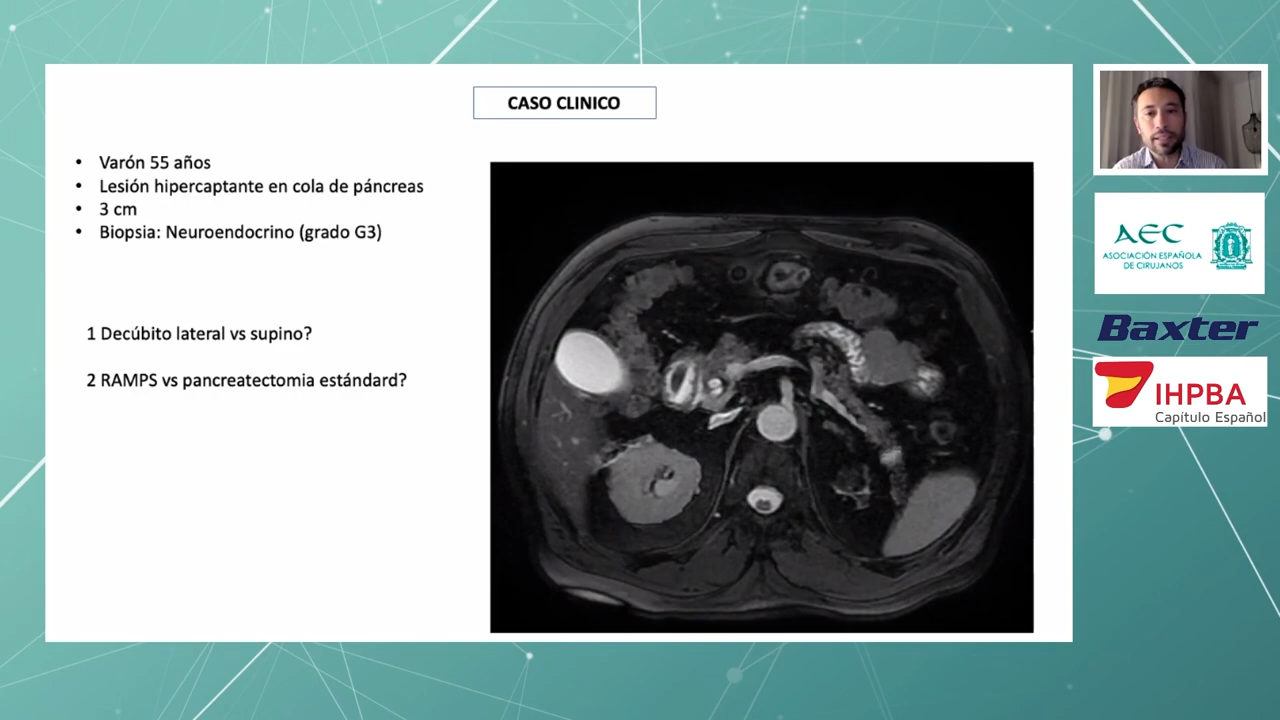 CASO CLINICO
• Varón 55 años
• Lesión hipercaptante en cola de páncreas
• 3 cm
• Biopsia: Neuroendocrino (grado G3)
1 Decúbito lateral vs supino?
2 RAMPS vs pancreatectomia estándard?
AEC
ASOCIACIÓN ESPAÑOLA
DE CIRUJANOS
Baxter
IHPBA
Capítulo Español